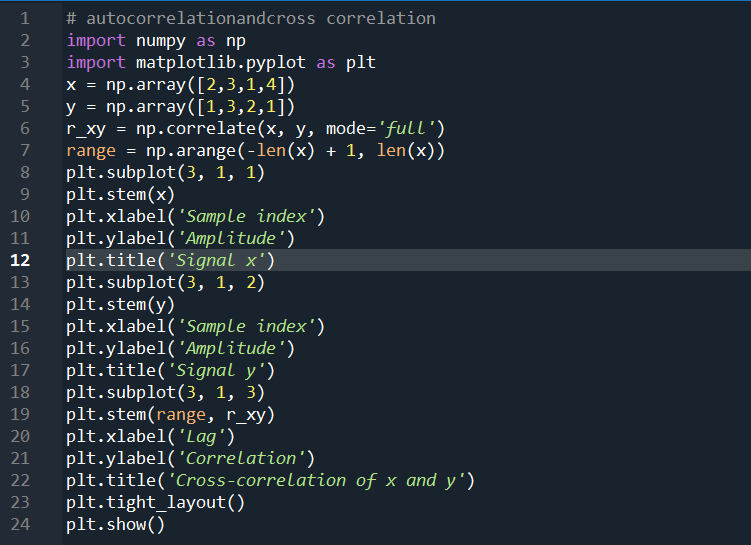 1 # autocorrelationandcross correlation
2 import numpy as np
3 import matplotlib.pyplot as plt
4 x = np.array([2,3,1,4])
5 y = np.array([1,3,2,1])
6 r_xy = np.correlate(x, y, mode='full')
7 range = np.arange(-len(x) + 1, len(x))
8 plt.subplot(3, 1, 1)
9 plt.stem(x)
10 plt.xlabel('Sample index')
11 plt.ylabel('Amplitude')
12 plt.title('Signal x')
13 plt.subplot(3, 1, 2)
14 plt.stem(y)
15 plt.xlabel('Sample index')
16 plt.ylabel('Amplitude')
17 plt.title('Signal y')
18 plt.subplot(3, 1, 3)
19 plt.stem(range, r_xy)
20 plt.xlabel('Lag')
21 plt.ylabel('Correlation')
22 plt.title('Cross-correlation of x and y')
23 plt.tight_layout()
24 plt.show()